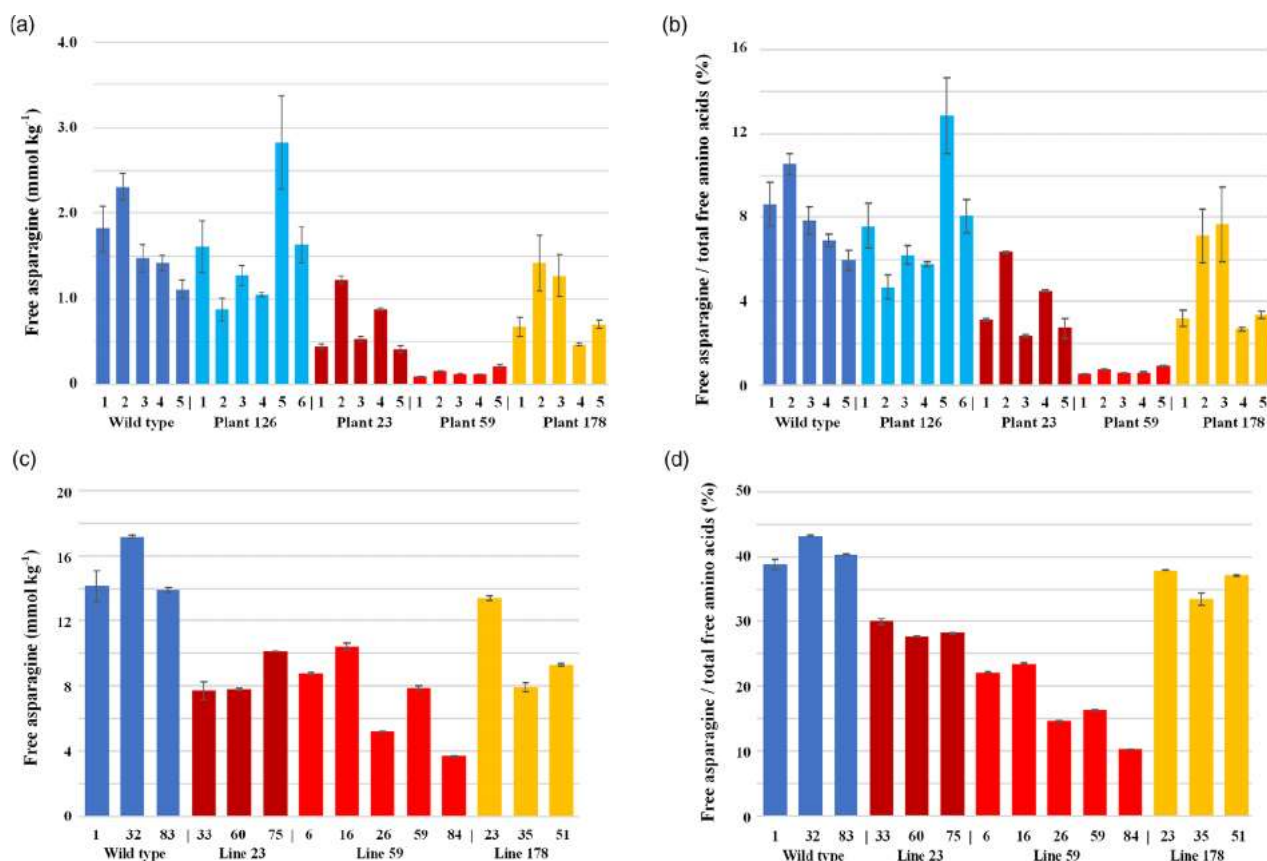 (a)
Free asparagine (mmol kg⁻¹)
4.0
3.0
2.0
1.0
0
1 2 3 4 5 | 1 2 3 4 5 6 | 1 2 3 4 5 | 1 2 3 4 5 | 1 2 3 4 5
Wild type Plant 126 Plant 23 Plant 59 Plant 178
(b)
Free asparagine / total free amino acids (%)
16
12
8
4
0
1 2 3 4 5 | 1 2 3 4 5 6 | 1 2 3 4 5 | 1 2 3 4 5 | 1 2 3 4 5
Wild type Plant 126 Plant 23 Plant 59 Plant 178
(c)
Free asparagine (mmol kg⁻¹)
20
16
12
8
4
0
1 32 83 | 33 60 75 | 6 16 26 59 84 | 23 35 51
Wild type Line 23 Line 59 Line 178
(d)
Free asparagine / total free amino acids (%)
50
40
30
20
10
0
1 32 83 | 33 60 75 | 6 16 26 59 84 | 23 35 51
Wild type Line 23 Line 59 Line 178